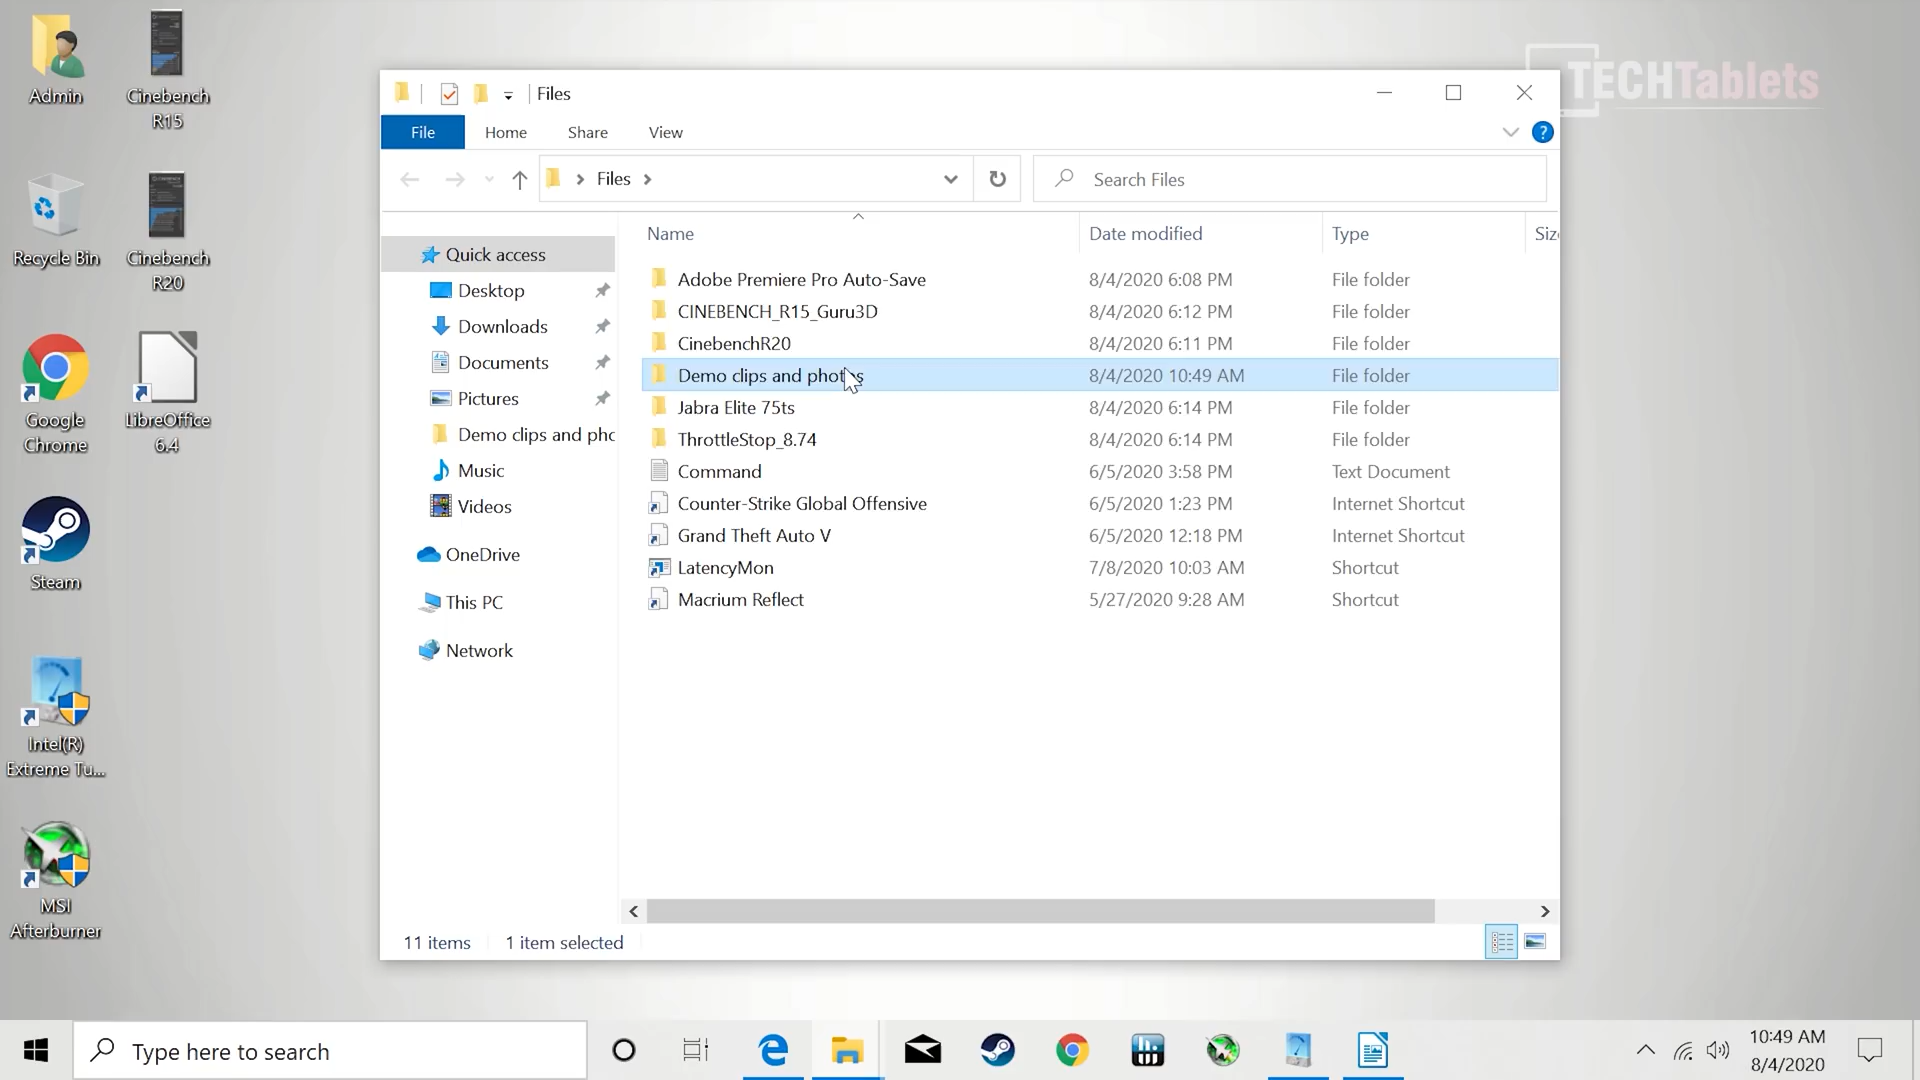 Admin
Cinebench
R15
Recycle Bin
Cinebench
R20
Google
Chrome
LibreOffice
6.4
Steam
Intel(R)
Extreme Tu...
MSI
Afterburner
TECHTablets
Files
File
Home
Share
View
?
Files
Search Files
Quick access
Desktop
Downloads
Documents
Pictures
Demo clips and pho
Music
Videos
OneDrive
This PC
Network
Name Date modified Type Siz
Adobe Premiere Pro Auto-Save 8/4/2020 6:08 PM File folder
CINEBENCH_R15_Guru3D 8/4/2020 6:12 PM File folder
CinebenchR20 8/4/2020 6:11 PM File folder
Demo clips and photos 8/4/2020 10:49 AM File folder
Jabra Elite 75ts 8/4/2020 6:14 PM File folder
ThrottleStop_8.74 8/4/2020 6:14 PM File folder
Command 6/5/2020 3:58 PM Text Document
Counter-Strike Global Offensive 6/5/2020 1:23 PM Internet Shortcut
Grand Theft Auto V 6/5/2020 12:18 PM Internet Shortcut
LatencyMon 7/8/2020 10:03 AM Shortcut
Macrium Reflect 5/27/2020 9:28 AM Shortcut
11 items
1 item selected
Type here to search
10:49 AM
8/4/2020